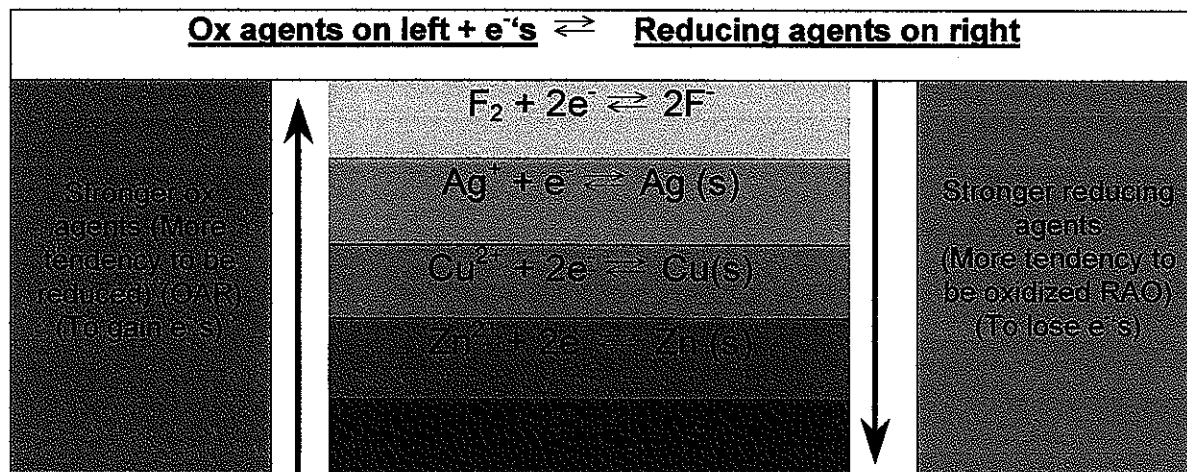 Ox agents on left + e⁻'s ⇌ Reducing agents on right
F₂ + 2e⁻ ⇌ 2F⁻
Ag⁺ + e⁻ ⇌ Ag (s)
Cu²⁺ + 2e⁻ ⇌ Cu(s)
Zn²⁺ + 2e⁻ ⇌ Zn (s)
Stronger ox
agents (More
tendency to be
reduced) (OAR)
(To gain e⁻s)
Stronger reducing
agents
(More tendency to
be oxidized RAO)
(To lose e⁻s)